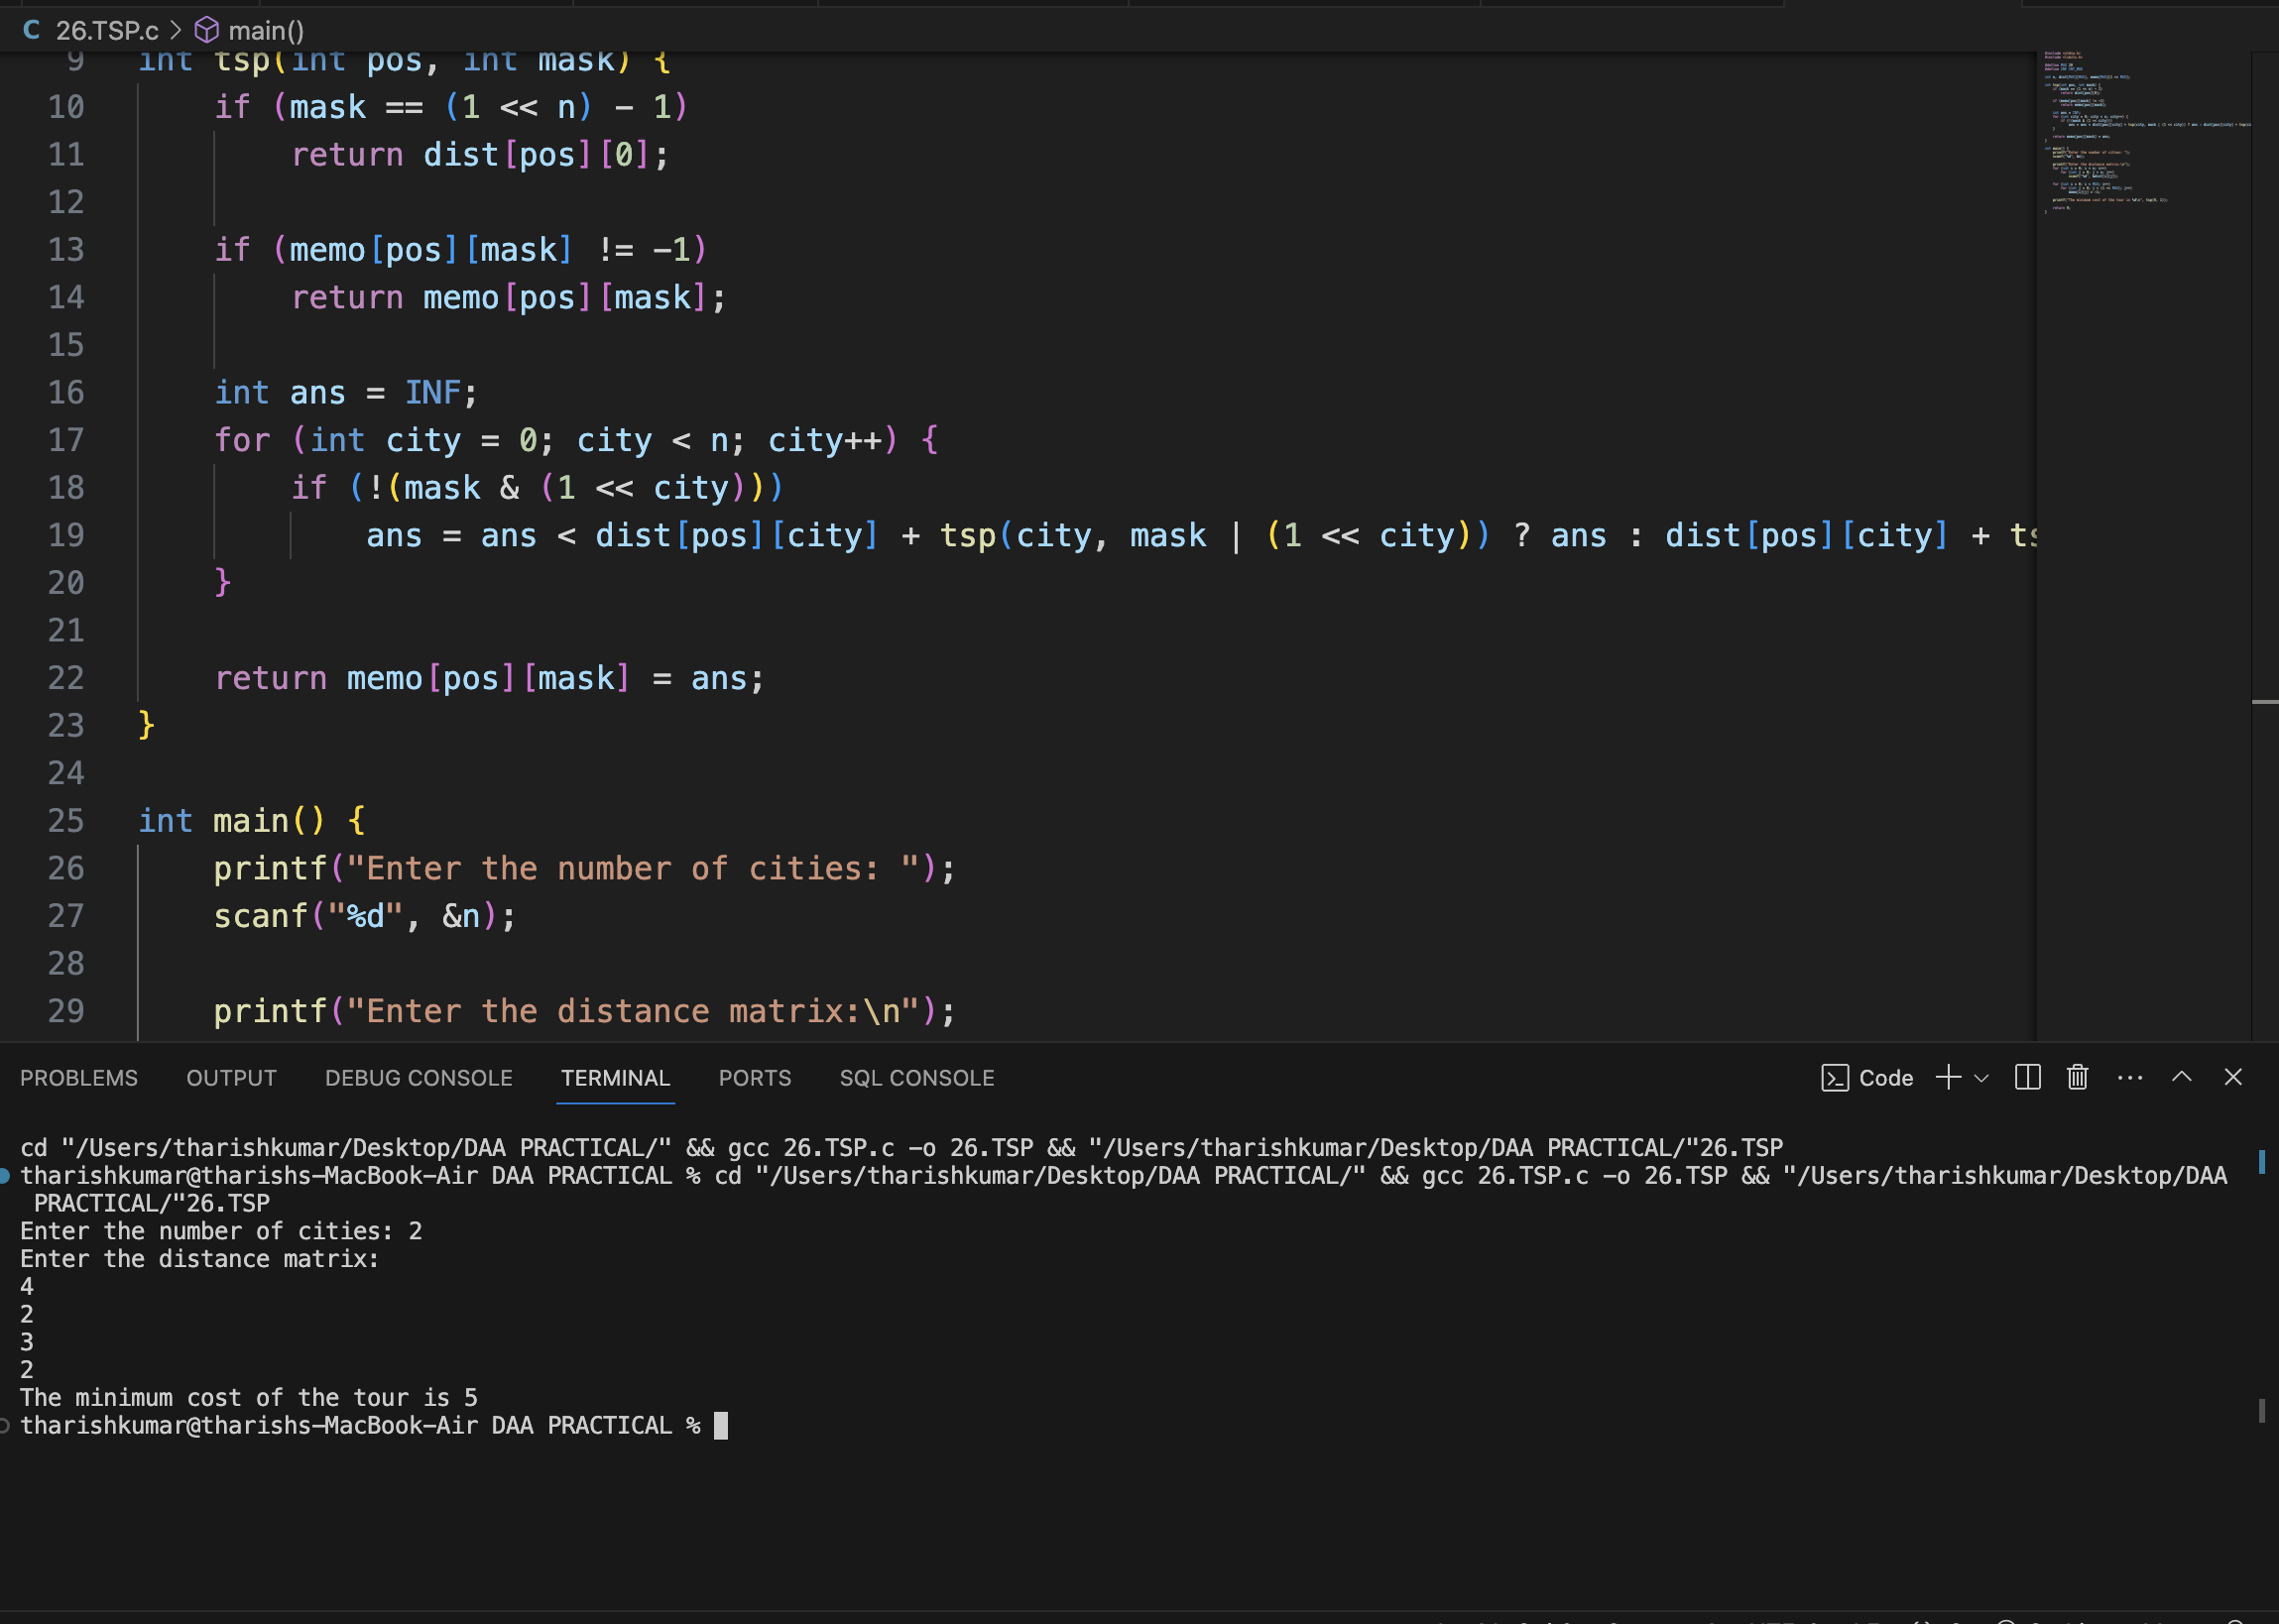 C 26.TSP.c > main()
9 int tsp(int pos, int mask) {
10 if (mask == (1 << n) - 1)
11 return dist[pos][0];
12
13 if (memo[pos][mask] != -1)
14 return memo[pos][mask];
15
16 int ans = INF;
17 for (int city = 0; city < n; city++) {
18 if (!(mask & (1 << city)))
19 ans = ans < dist[pos][city] + tsp(city, mask | (1 << city)) ? ans : dist[pos][city] + ts
20 }
21
22 return memo[pos][mask] = ans;
23 }
24
25 int main() {
26 printf("Enter the number of cities: ");
27 scanf("%d", &n);
28
29 printf("Enter the distance matrix:\n");
PROBLEMS OUTPUT DEBUG CONSOLE TERMINAL PORTS SQL CONSOLE Code
cd "/Users/tharishkumar/Desktop/DAA PRACTICAL/" && gcc 26.TSP.c -o 26.TSP && "/Users/tharishkumar/Desktop/DAA PRACTICAL/"26.TSP
tharishkumar@tharishs-MacBook-Air DAA PRACTICAL % cd "/Users/tharishkumar/Desktop/DAA PRACTICAL/" && gcc 26.TSP.c -o 26.TSP && "/Users/tharishkumar/Desktop/DAA
PRACTICAL/"26.TSP
Enter the number of cities: 2
Enter the distance matrix:
4
2
3
2
The minimum cost of the tour is 5
tharishkumar@tharishs-MacBook-Air DAA PRACTICAL %